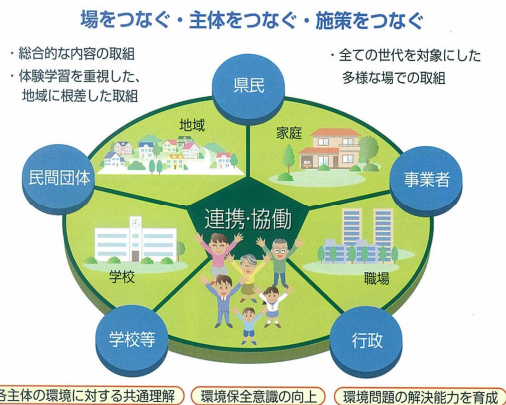 場をつなぐ・主体をつなぐ・施策をつなぐ
・総合的な内容の取組
・体験学習を重視した、
地域に根差した取組
・全ての世代を対象にした
多様な場での取組
県民
地域
家庭
民間団体
事業者
連携・協働
学校
職場
学校等
行政
各主体の環境に対する共通理解
環境保全意識の向上
環境問題の解決能力を育成